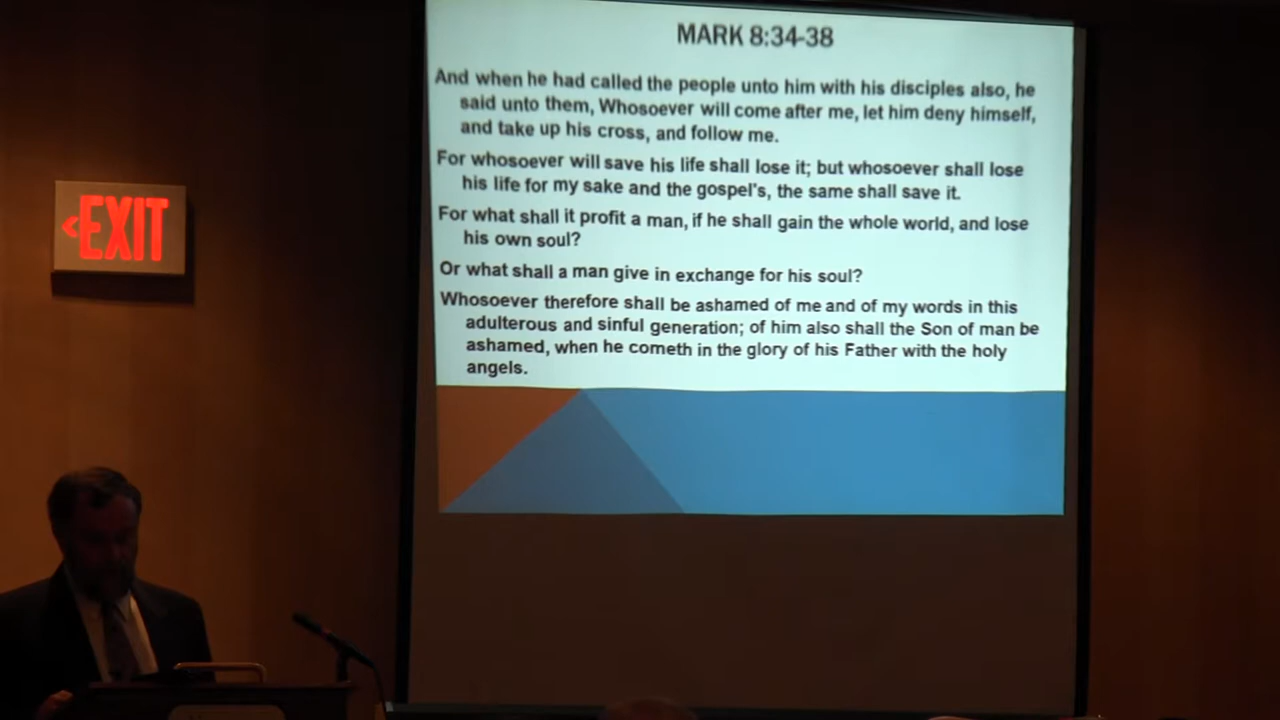 MARK 8:34-38
And when he had called the people unto him with his disciples also, he
said unto them, Whosoever will come after me, let him deny himself,
and take up his cross, and follow me.
For whosoever will save his life shall lose it; but whosoever shall lose
his life for my sake and the gospel's, the same shall save it.
For what shall it profit a man, if he shall gain the whole world, and lose
his own soul?
Or what shall a man give in exchange for his soul?
Whosoever therefore shall be ashamed of me and of my words in this
adulterous and sinful generation; of him also shall the Son of man be
ashamed, when he cometh in the glory of his Father with the holy
angels.
<EXIT